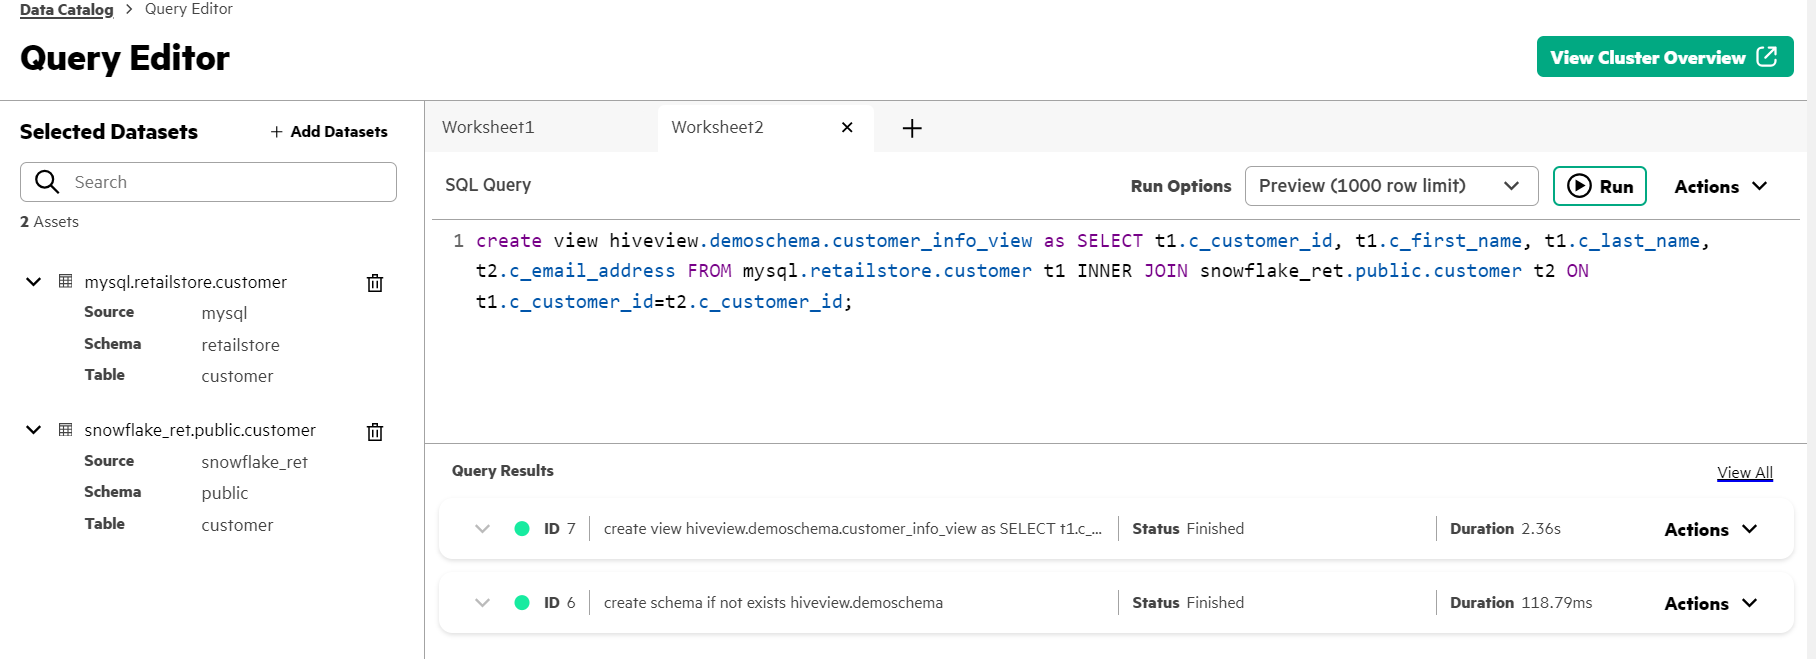 Data Catalog > Query Editor
Query Editor
View Cluster Overview
Selected Datasets
+ Add Datasets
Search
2 Assets
mysql.retailstore.customer
Source mysql
Schema retailstore
Table customer
snowflake_ret.public.customer
Source snowflake_ret
Schema public
Table customer
Worksheet1
Worksheet2
SQL Query
Run Options
Preview (1000 row limit)
Run
Actions
1 create view hiveview.demoschema.customer_info_view as SELECT t1.c_customer_id, t1.c_first_name, t1.c_last_name,
t2.c_email_address FROM mysql.retailstore.customer t1 INNER JOIN snowflake_ret.public.customer t2 ON
t1.c_customer_id=t2.c_customer_id;
Query Results
View All
ID 7 create view hiveview.demoschema.customer_info_view as SELECT t1.c_... Status Finished Duration 2.36s Actions
ID 6 create schema if not exists hiveview.demoschema Status Finished Duration 118.79ms Actions